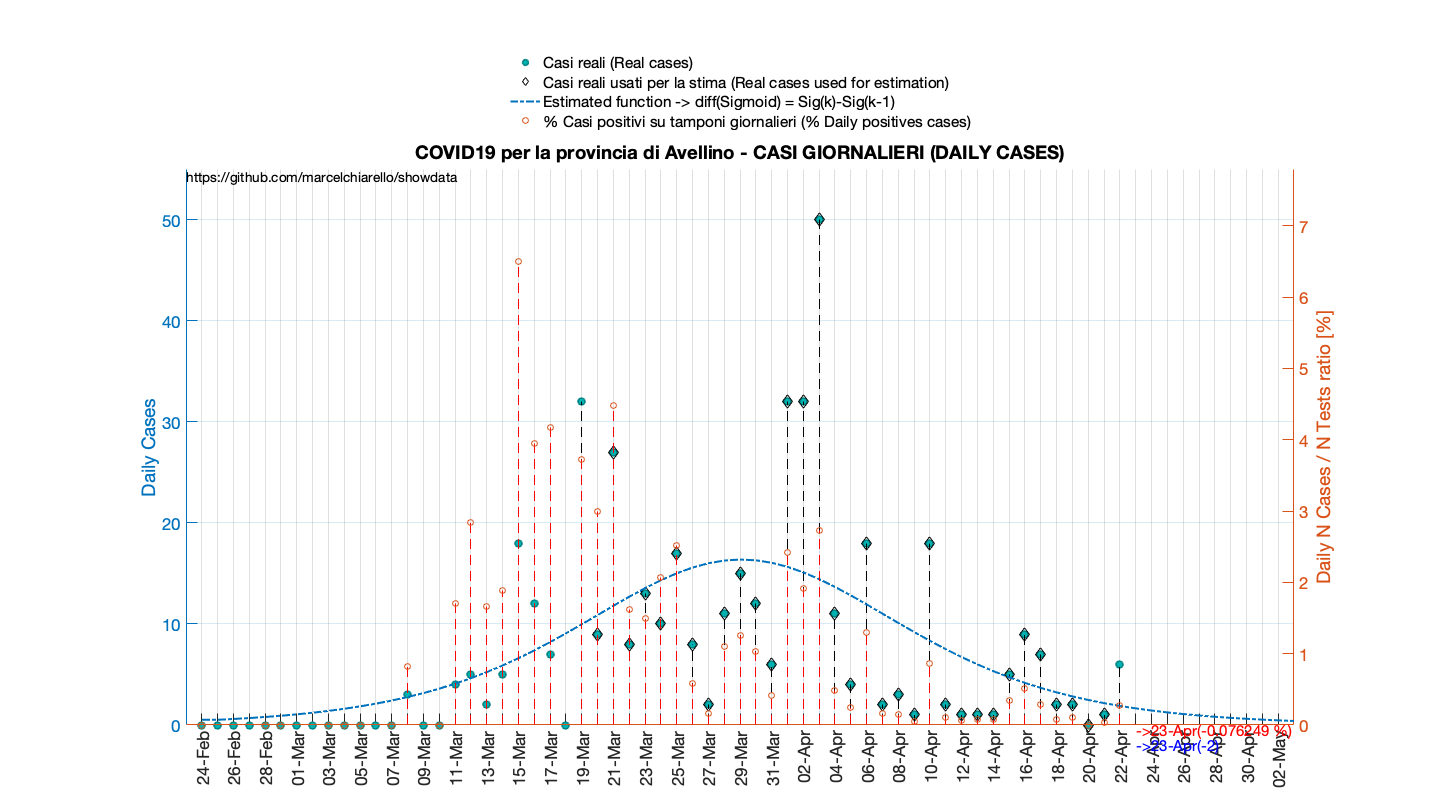 Casi reali (Real cases)
Casi reali usati per la stima (Real cases used for estimation)
Estimated function -> diff(Sigmoid) = Sig(k)-Sig(k-1)
% Casi positivi su tamponi giornalieri (% Daily positives cases)
COVID19 per la provincia di Avellino - CASI GIORNALIERI (DAILY CASES)
https://github.com/marcelchiarello/showdata
Daily Cases
50
40
30
20
10
0
Daily N Cases / N Tests ratio [%]
7
6
5
4
3
2
1
0
->23-Apr(-0.076249 %)
->23-Apr(-2)
24-Feb
26-Feb
28-Feb
01-Mar
03-Mar
05-Mar
07-Mar
09-Mar
11-Mar
13-Mar
15-Mar
17-Mar
19-Mar
21-Mar
23-Mar
25-Mar
27-Mar
29-Mar
31-Mar
02-Apr
04-Apr
06-Apr
08-Apr
10-Apr
12-Apr
14-Apr
16-Apr
18-Apr
20-Apr
22-Apr
24-Apr
26-Apr
28-Apr
30-Apr
02-May